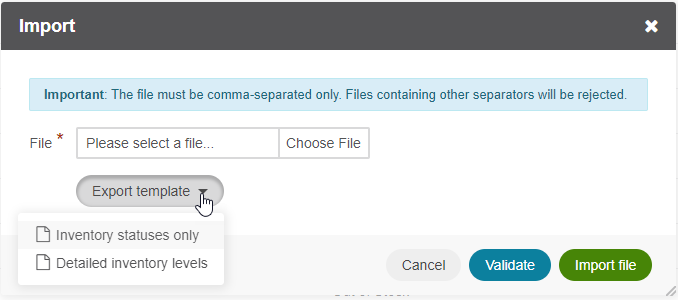 Import
Important: The file must be comma-separated only. Files containing other separators will be rejected.
File * Please select a file... Choose File
Export template
Inventory statuses only
Detailed inventory levels
Cancel Validate Import file